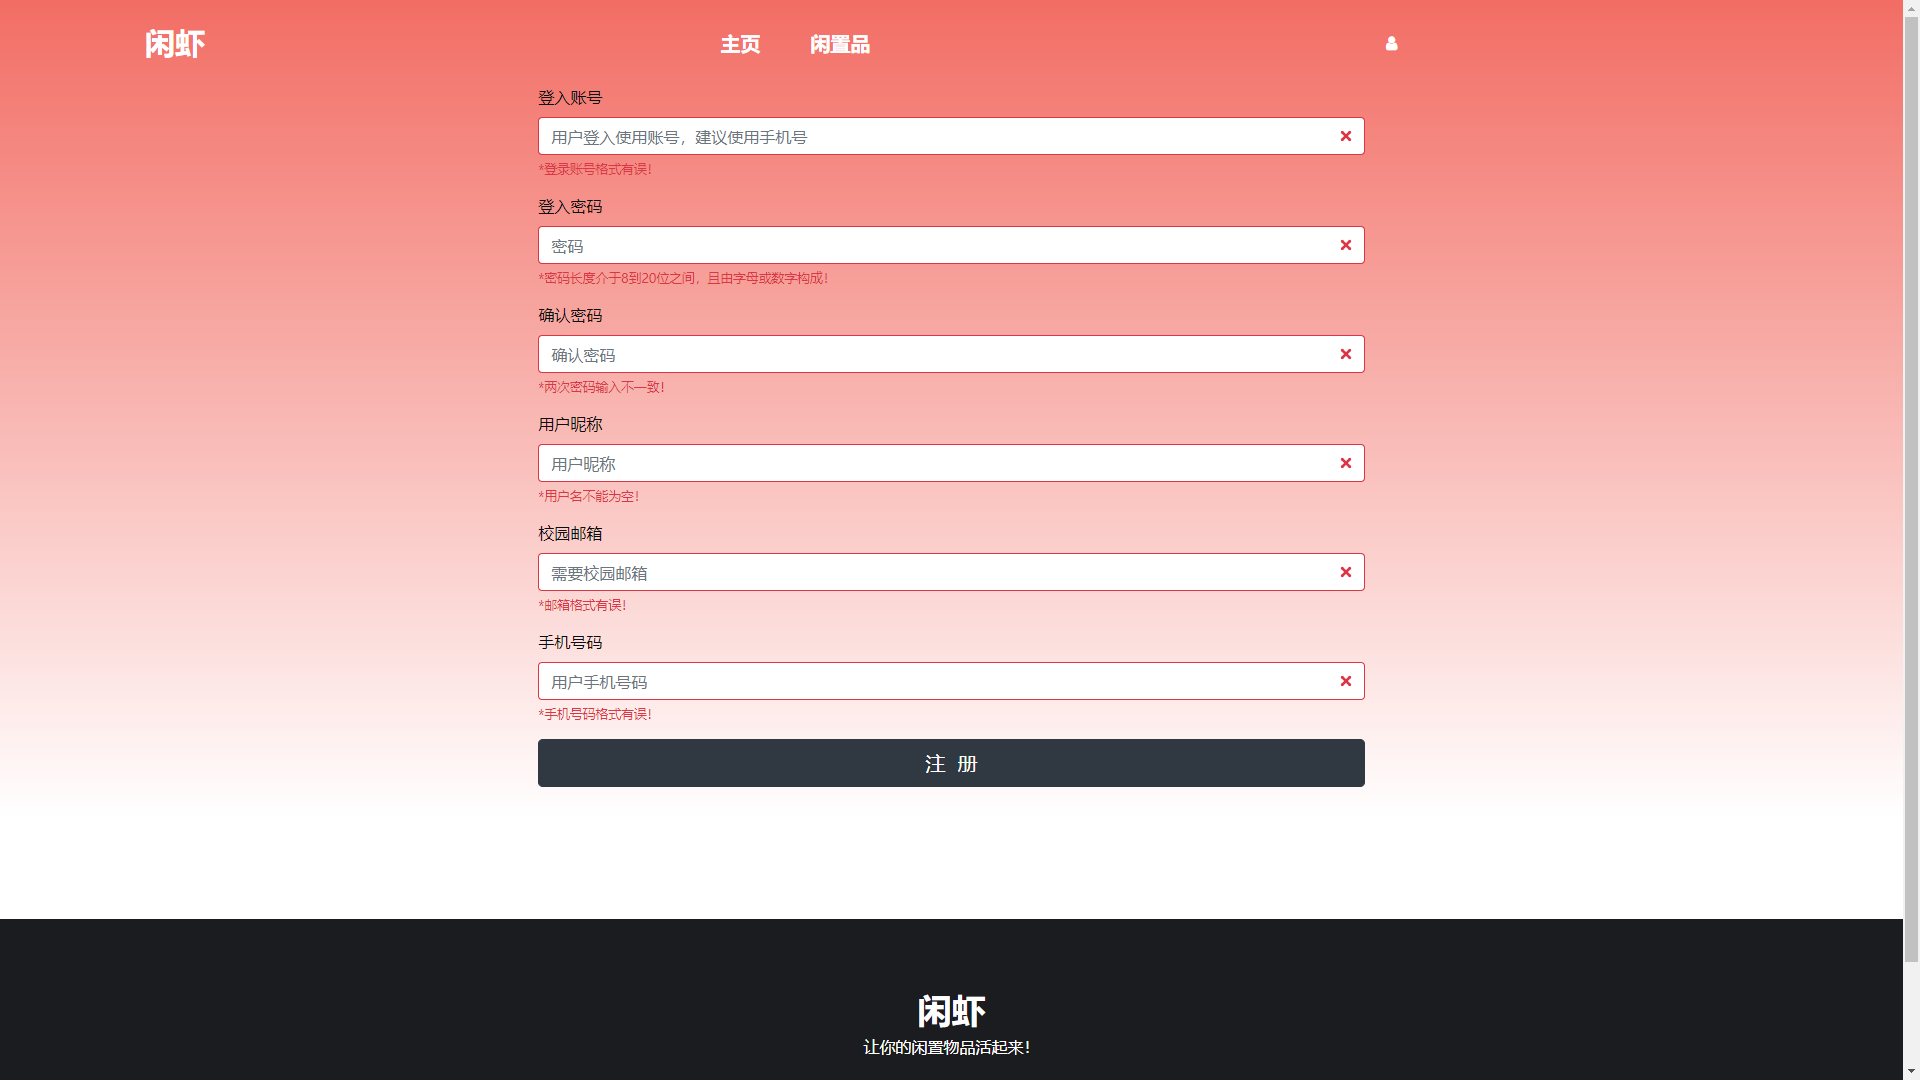 闲虾
主页 闲置品
登入账号
用户登入使用账号，建议使用手机号
*登录账号格式有误！
登入密码
密码
*密码长度介于8到20位之间，且由字母或数字构成！
确认密码
确认密码
*两次密码输入不一致！
用户昵称
用户昵称
*用户名不能为空！
校园邮箱
需要校园邮箱
*邮箱格式有误！
手机号码
用户手机号码
*手机号码格式有误！
注 册
闲虾
让你的闲置物品活起来！